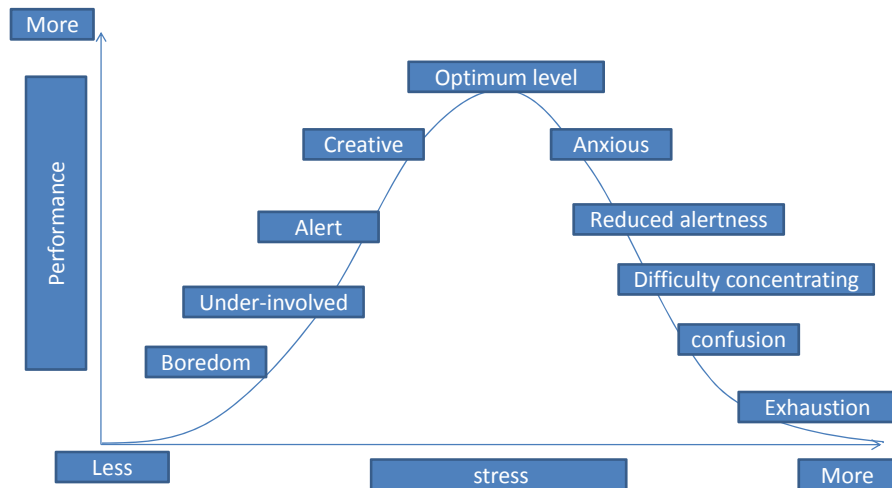 More
Optimum level
Creative
Anxious
Performance
Alert
Reduced alertness
Under-involved
Difficulty concentrating
Boredom
confusion
Exhaustion
Less
stress
More